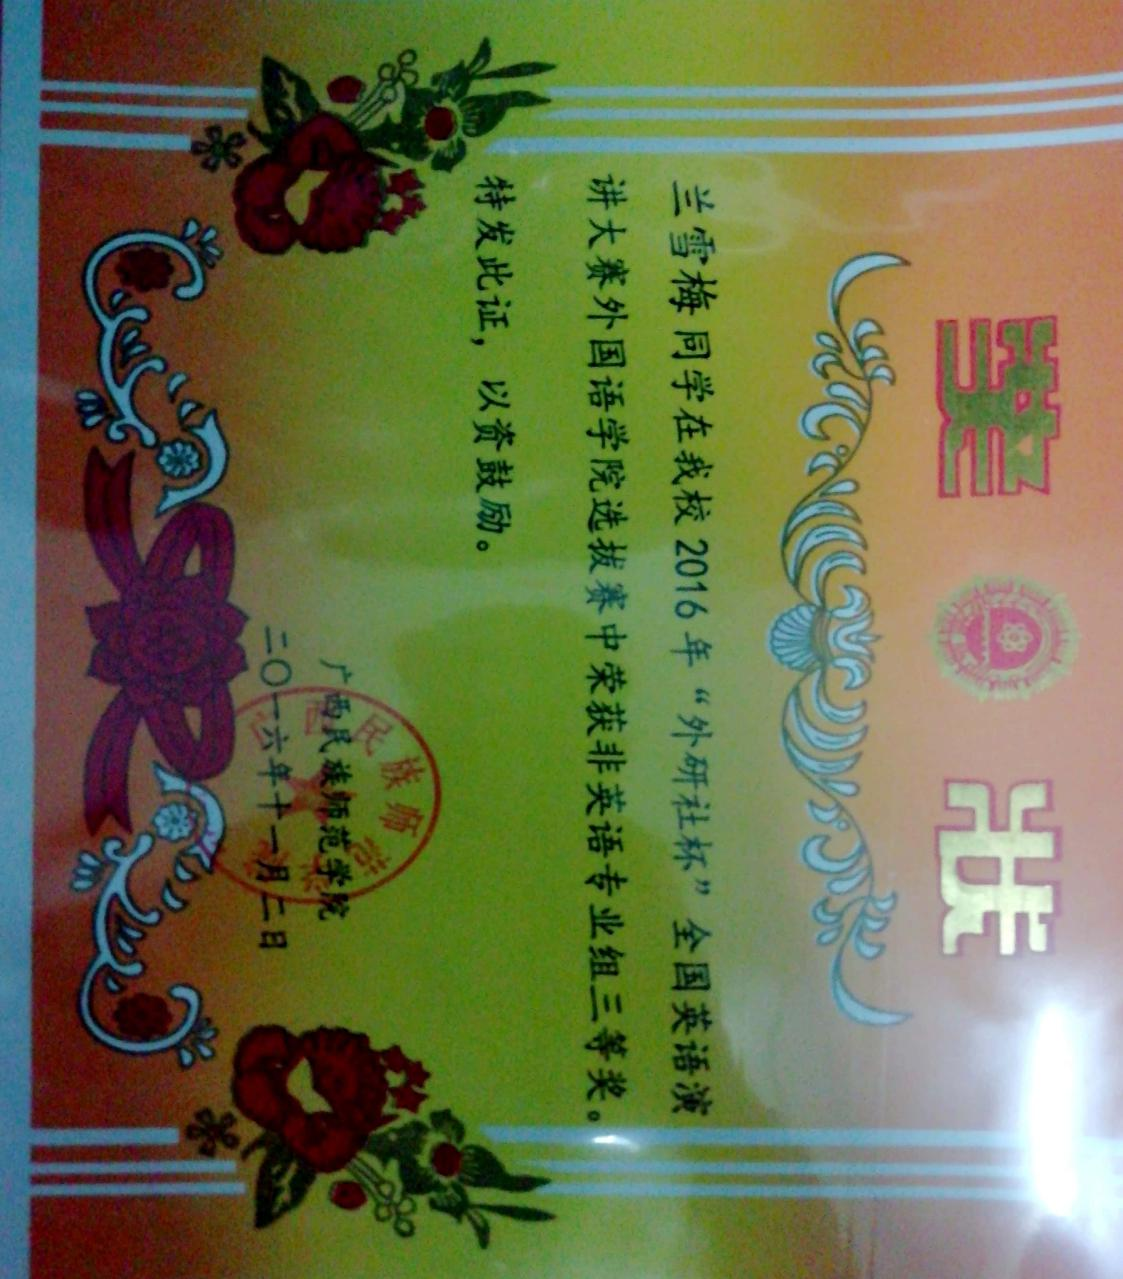 奖 状
兰雪梅同学在我校2016年“外研社杯”全国英语演
讲大赛外国语学院选拔赛中荣获非英语专业组三等奖。
特发此证，以资鼓励。
广西民族师范学院
二〇一六年十一月二日